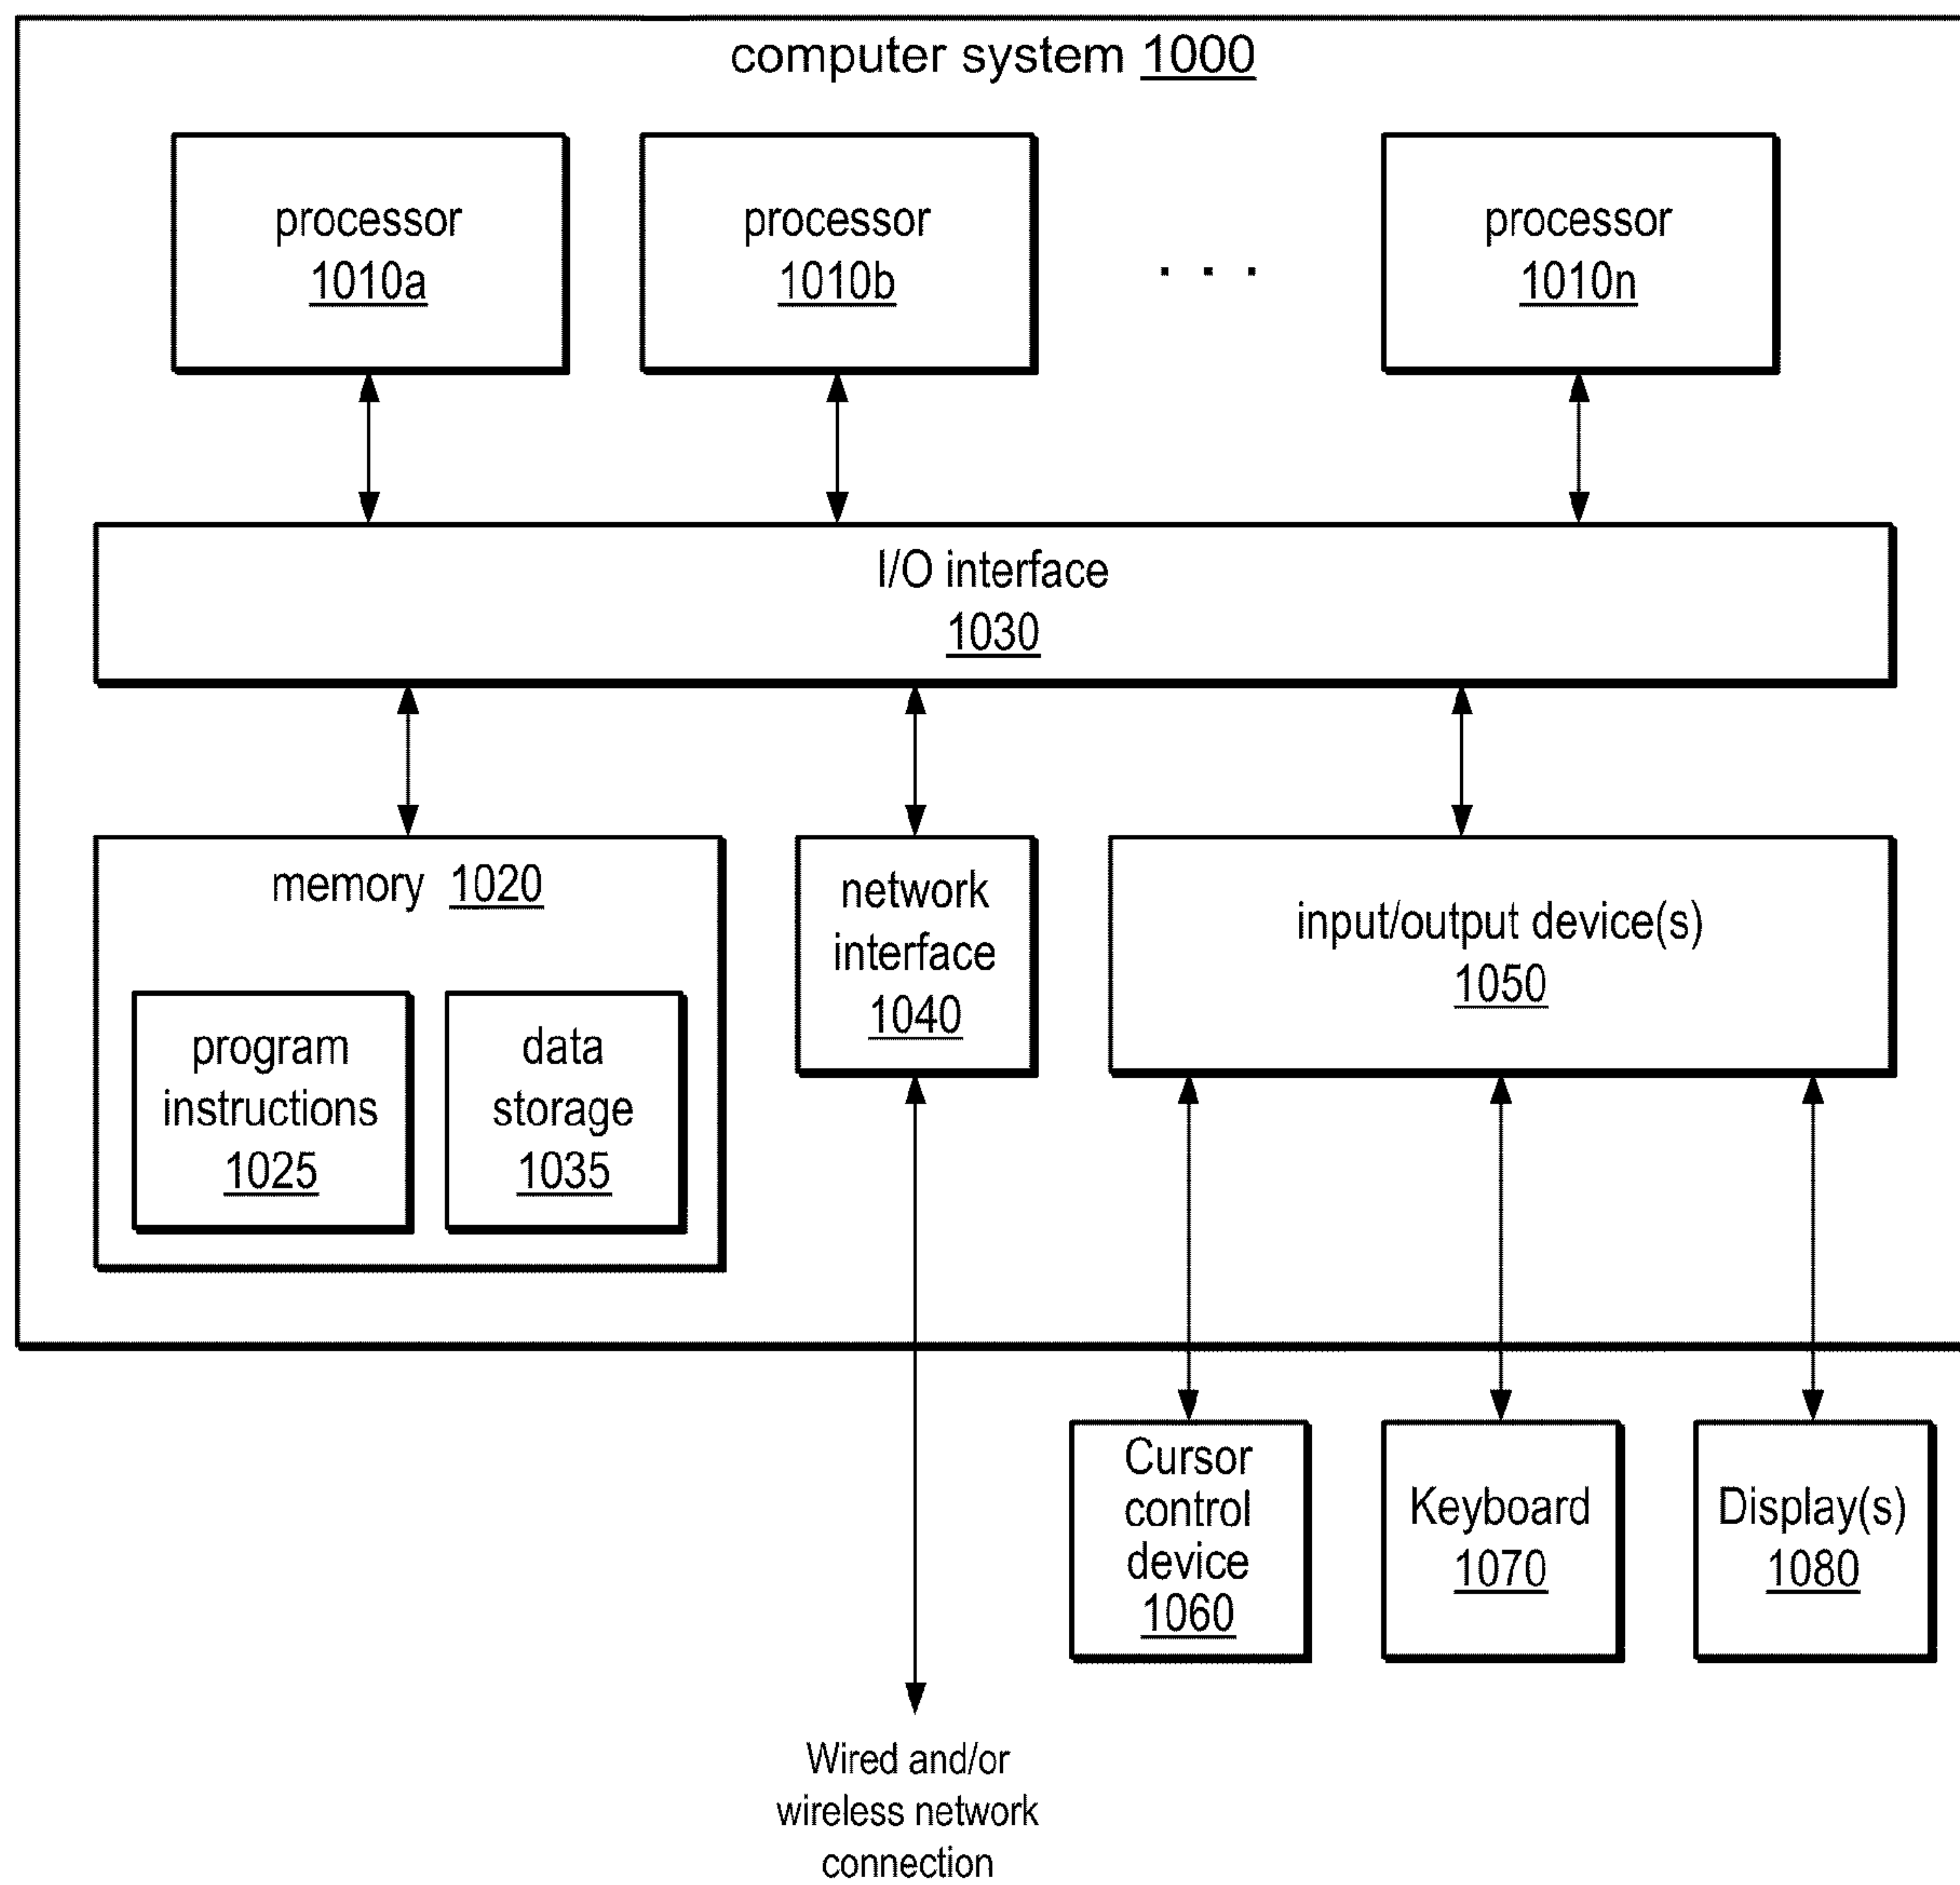 computer system 1000
processor
1010a
processor
1010b
. . .
processor
1010n
I/O interface
1030
memory 1020
program
instructions
1025
data
storage
1035
network
interface
1040
input/output device(s)
1050
Cursor
control
device
1060
Keyboard
1070
Display(s)
1080
Wired and/or
wireless network
connection